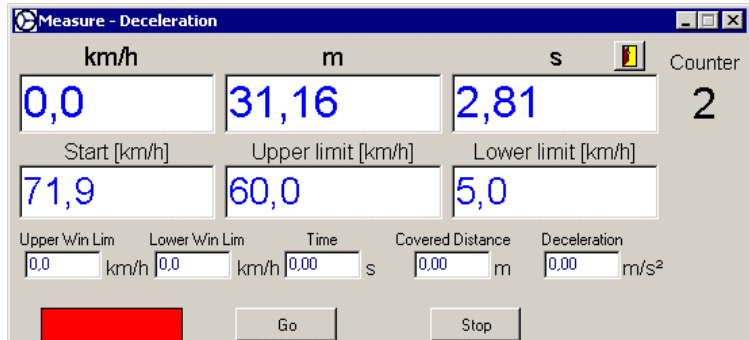 Measure - Deceleration
km/h m s Counter
0,0 31,16 2,81 2
Start [km/h] Upper limit [km/h] Lower limit [km/h]
71,9 60,0 5,0
Upper Win Lim Lower Win Lim Time Covered Distance Deceleration
0,0 km/h 0,0 km/h 0,00 s 0,00 m 0,00 m/s²
Go Stop